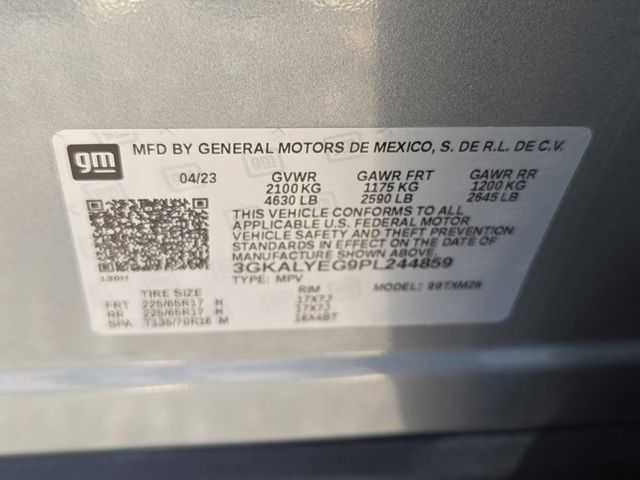 gm MFD BY GENERAL MOTORS DE MEXICO, S. DE R.L. DE C.V.
04/23 GVWR GAWR FRT GAWR RR
2100 KG 1175 KG 1200 KG
4630 LB 2590 LB 2645 LB
THIS VEHICLE CONFORMS TO ALL
APPLICABLE U.S. FEDERAL MOTOR
VEHICLE SAFETY AND THEFT PREVENTION
STANDARDS IN EFFECT ON THE DATE OF
MANUFACTURE SHOWN ABOVE.
3GKALYEG9PL244859
TYPE: MPV MODEL: 99TXM26
TIRE SIZE RIM
FRT 225/65R17 H 17X7J
RR 225/65R17 H 17X7J
SPA T135/70R16 M 16X4BT